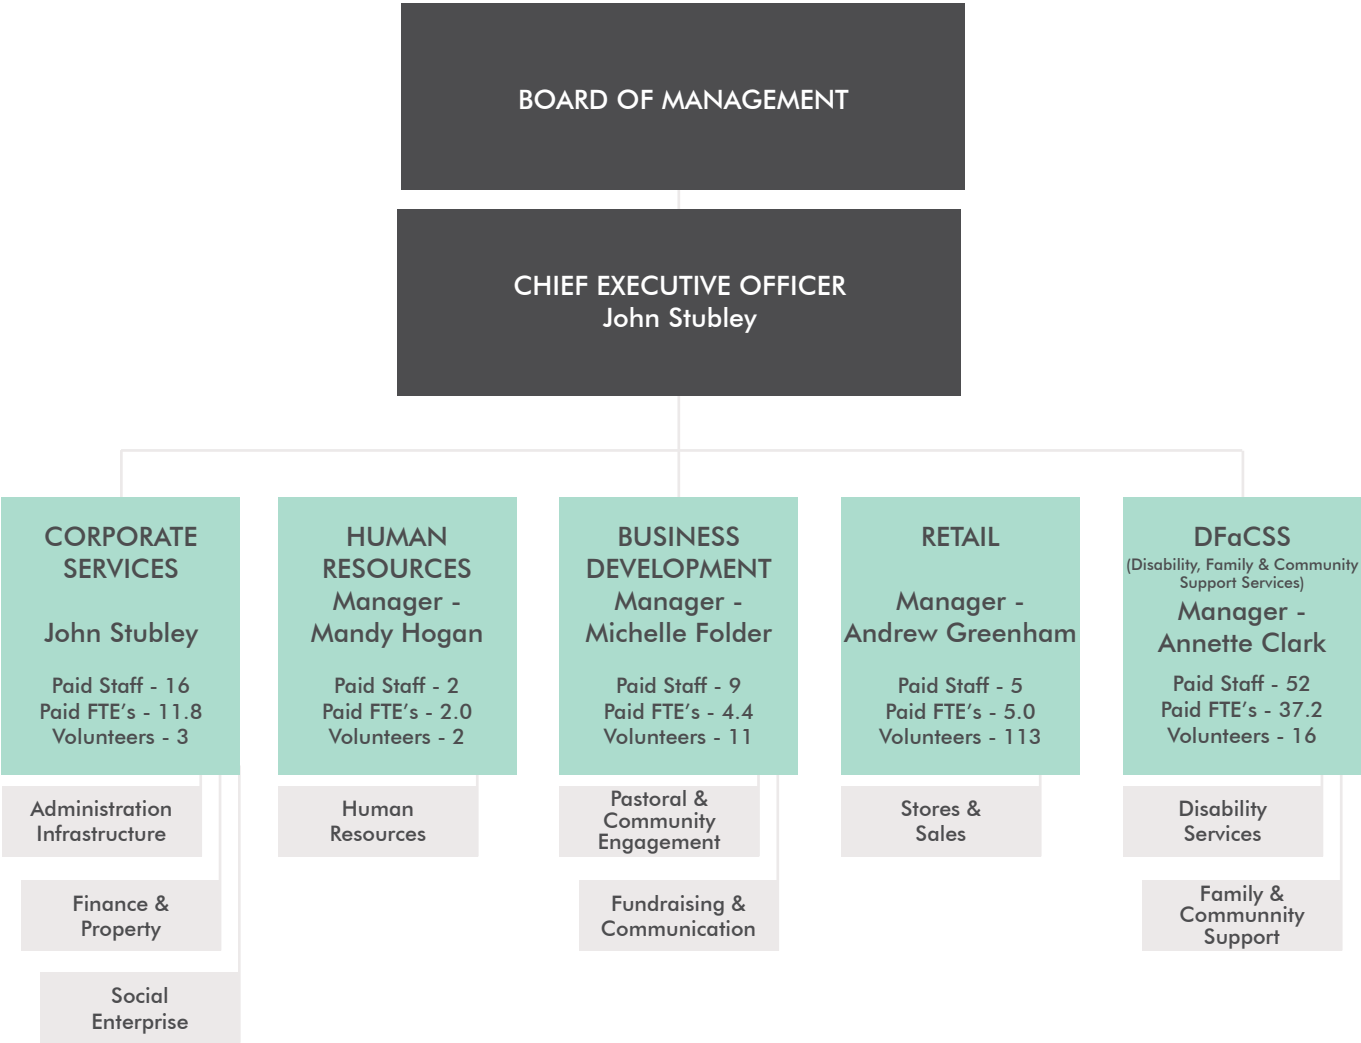 BOARD OF MANAGEMENT
CHIEF EXECUTIVE OFFICER
John Stubley
CORPORATE
SERVICES
John Stubley
Paid Staff - 16
Paid FTE's - 11.8
Volunteers - 3
HUMAN
RESOURCES
Manager -
Mandy Hogan
Paid Staff - 2
Paid FTE's - 2.0
Volunteers - 2
BUSINESS
DEVELOPMENT
Manager -
Michelle Folder
Paid Staff - 9
Paid FTE's - 4.4
Volunteers - 11
RETAIL
Manager -
Andrew Greenham
Paid Staff - 5
Paid FTE's - 5.0
Volunteers - 113
DFaCSS
(Disability, Family & Community
Support Services)
Manager -
Annette Clark
Paid Staff - 52
Paid FTE's - 37.2
Volunteers - 16
Administration
Infrastructure
Finance &
Property
Social
Enterprise
Human
Resources
Pastoral &
Community
Engagement
Fundraising &
Communication
Stores &
Sales
Disability
Services
Family &
Communnity
Support